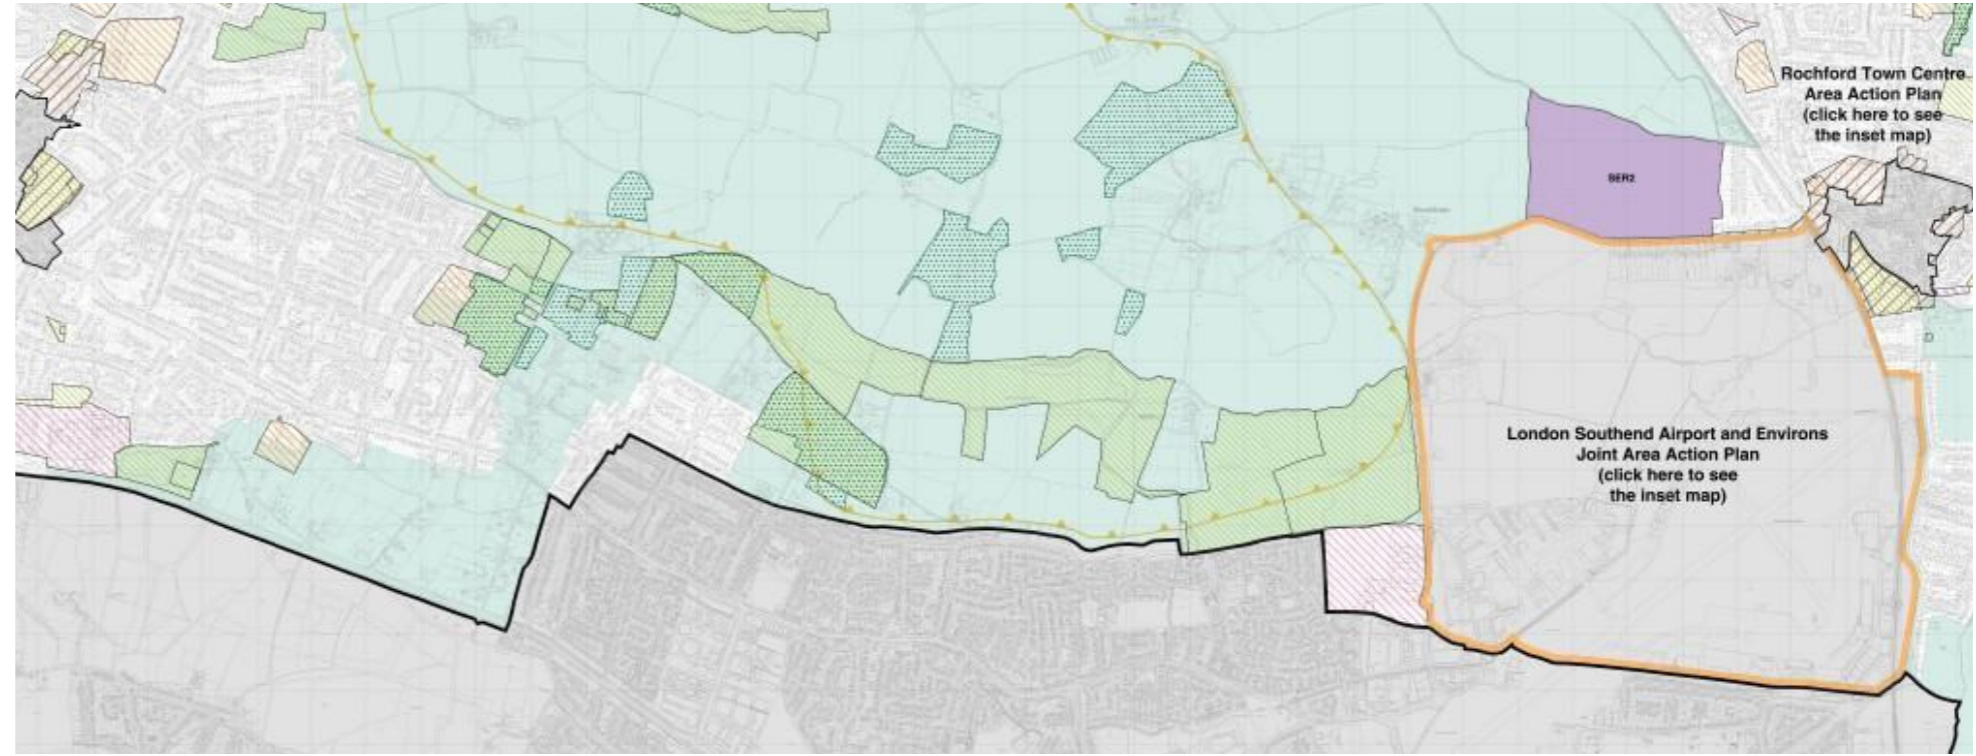 Rochford Town Centre
Area Action Plan
(click here to see
the inset map)
SER2
London Southend Airport and Environs
Joint Area Action Plan
(click here to see
the inset map)